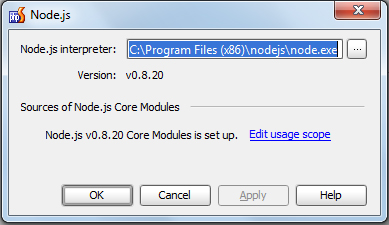 Node.js
Node.js interpreter: C:\Program Files (x86)\nodejs\node.exe ...
Version: v0.8.20
Sources of Node.js Core Modules
Node.js v0.8.20 Core Modules is set up. Edit usage scope
OK Cancel Apply Help